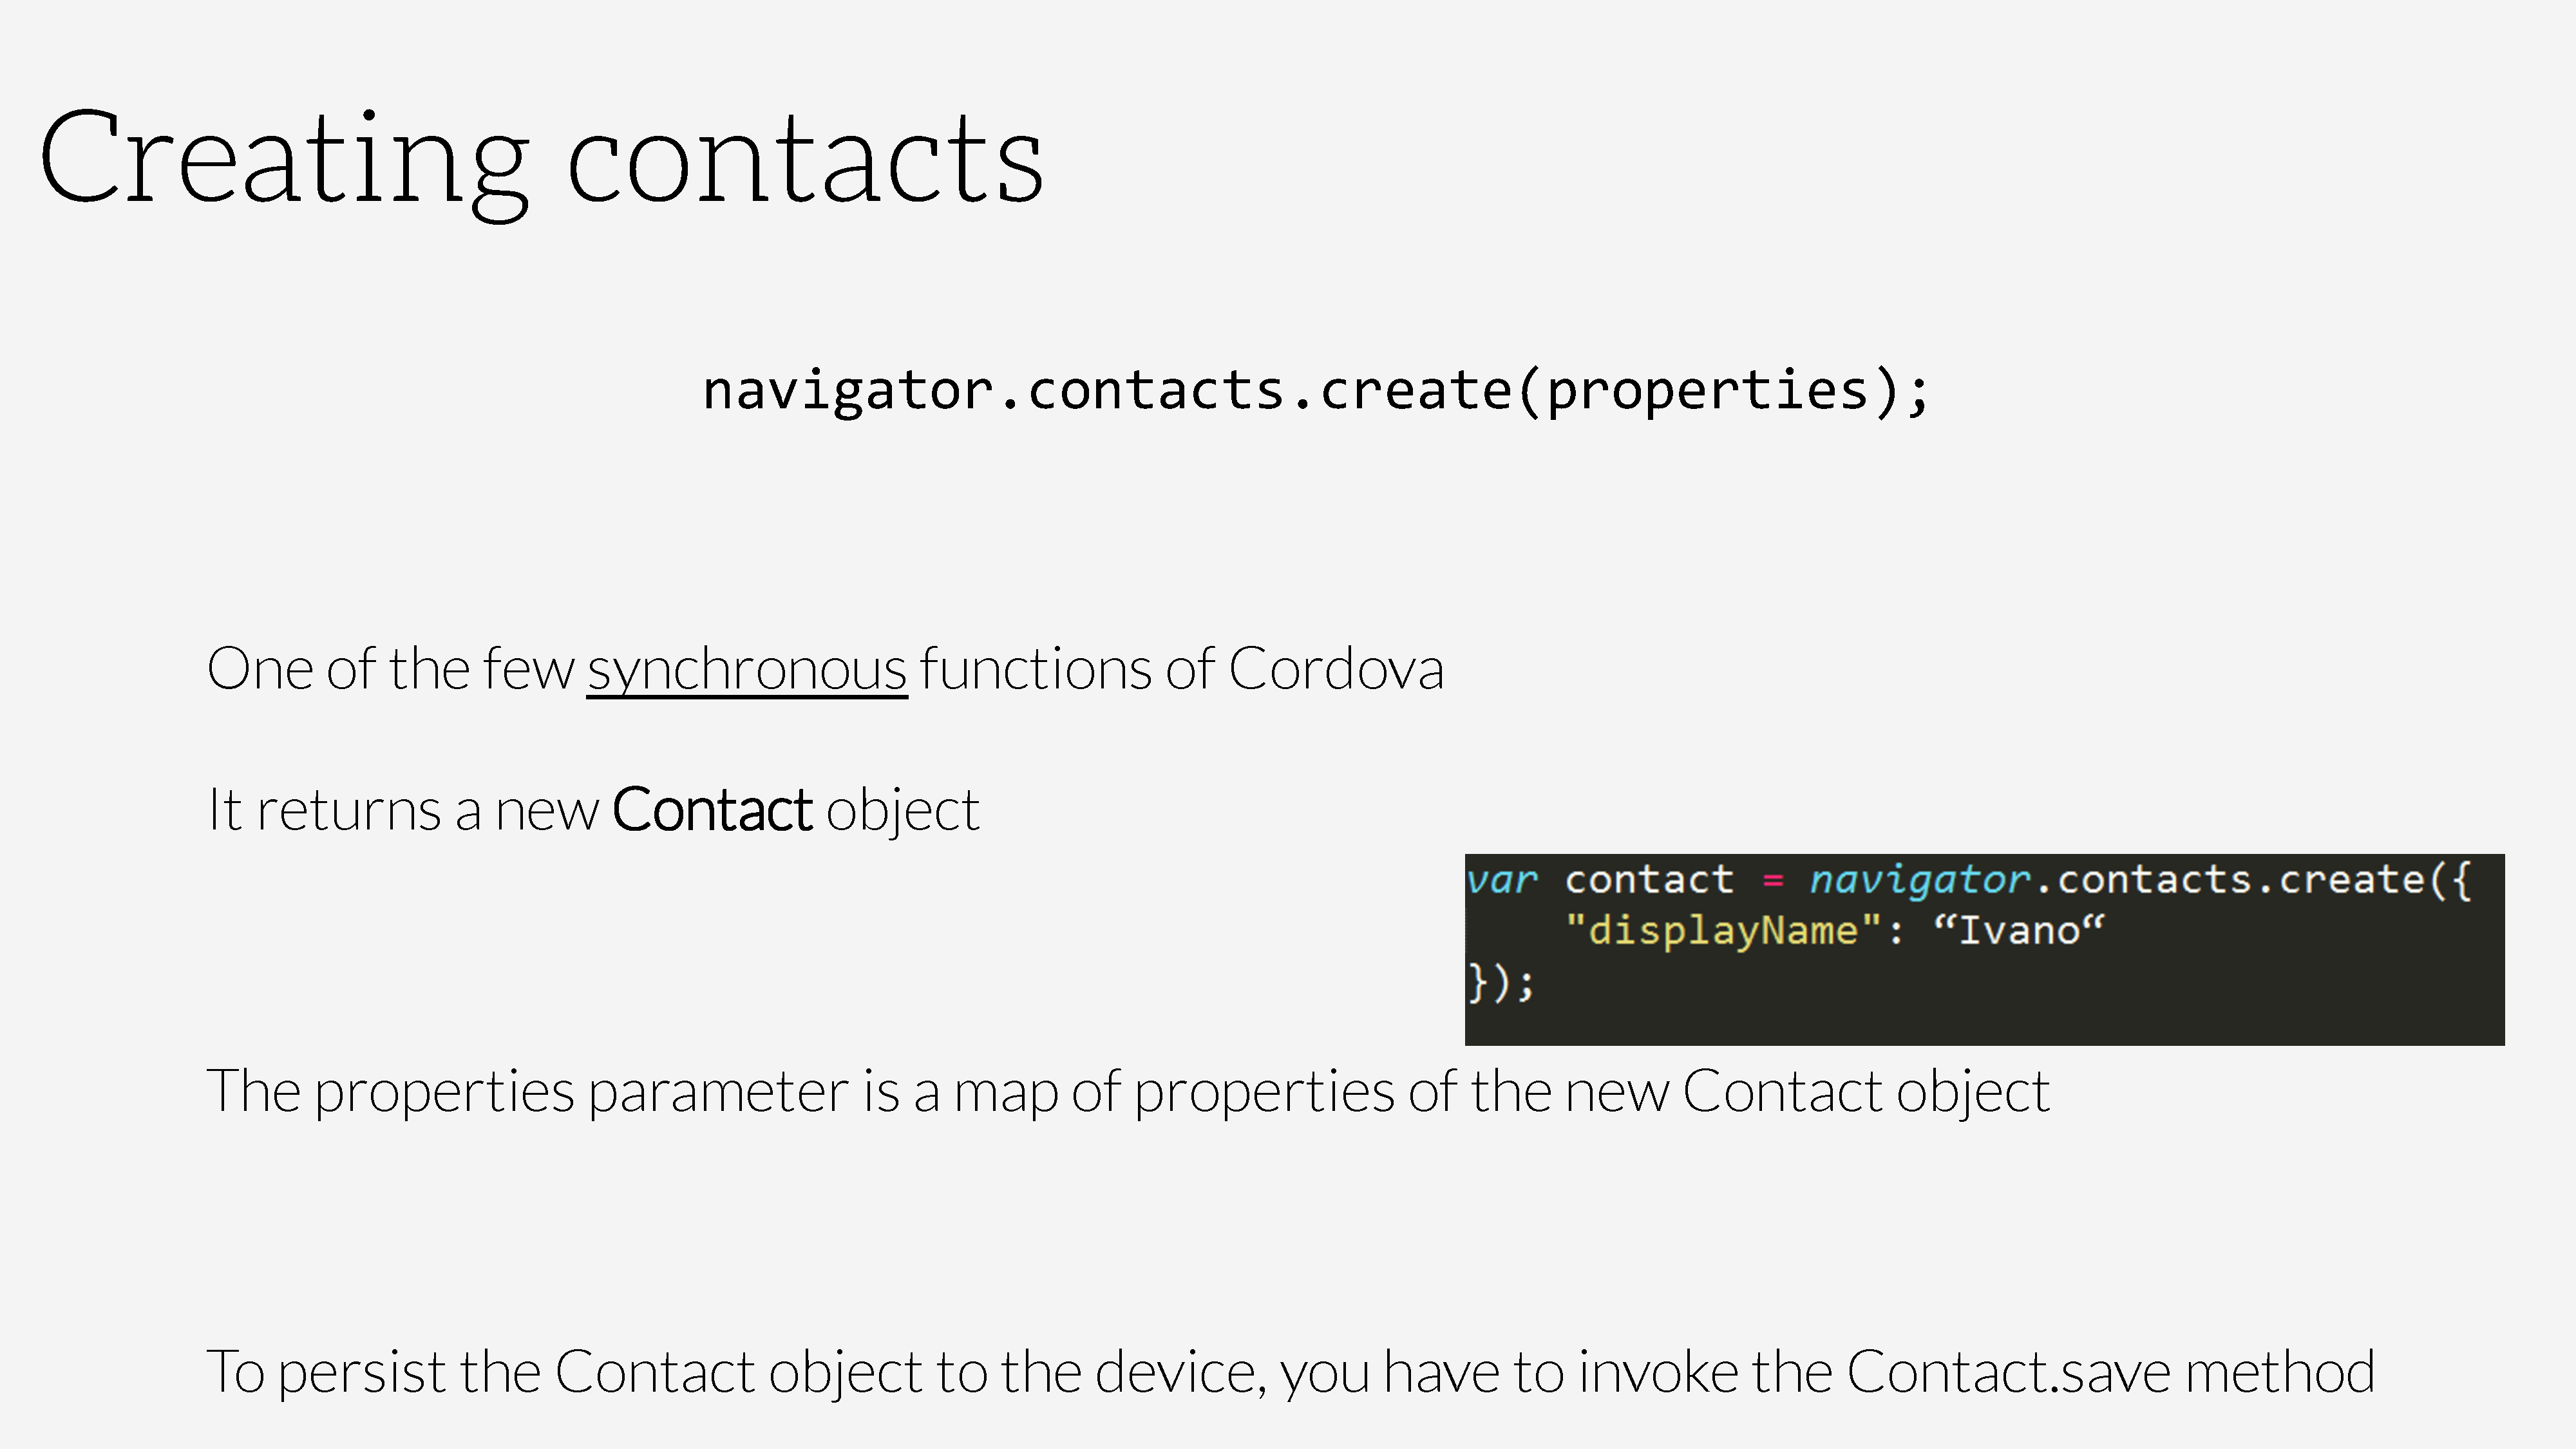 Creating contacts
navigator.contacts.create(properties);
One of the few synchronous functions of Cordova
It returns a new Contact object
var contact = navigator.contacts.create({
    "displayName": “Ivano“
});
The properties parameter is a map of properties of the new Contact object
To persist the Contact object to the device, you have to invoke the Contact.save method